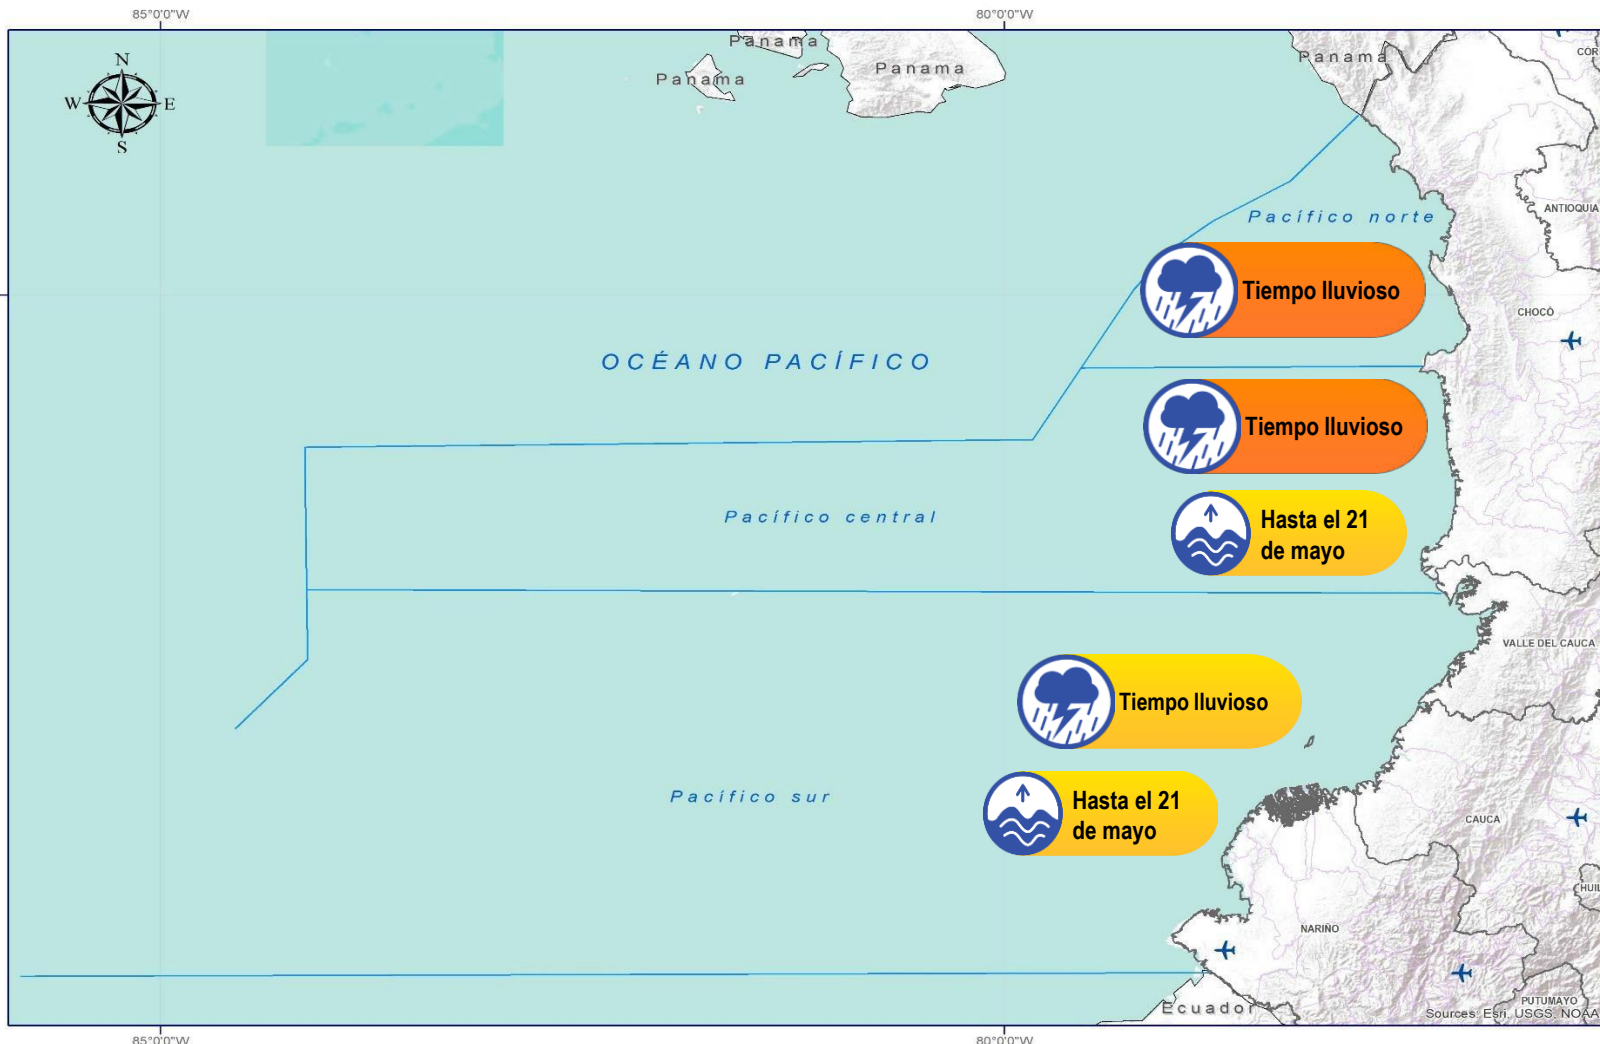 85°0'0"W
80°0'0"W
N
W
E
S
Panama
Panama
Panama
Panama
COR
Pacífico norte
ANTIOQUIA
Tiempo lluvioso
CHOCÓ
OCÉANO PACÍFICO
Tiempo lluvioso
Pacífico central
Hasta el 21
de mayo
VALLE DEL CAUCA
Tiempo lluvioso
Pacífico sur
Hasta el 21
de mayo
CAUCA
HUIL
NARIÑO
PUTUMAYO
Ecuador
Sources: Esri, USGS, NOAA
85°0'0"W
80°0'0"W